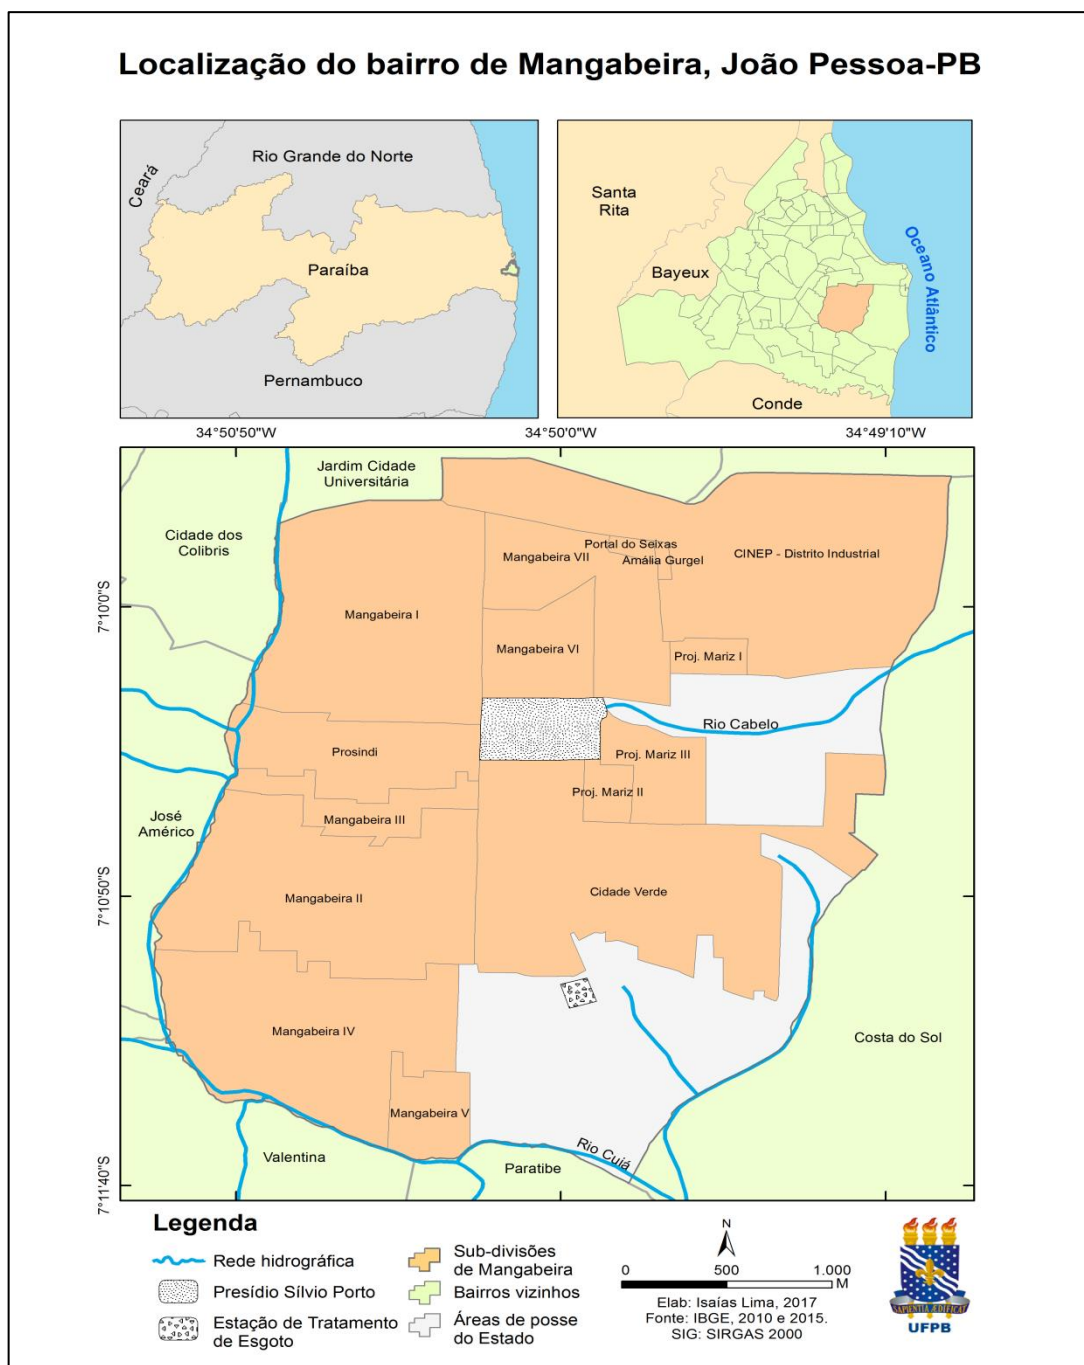 Localização do bairro de Mangabeira, João Pessoa-PB
Ceará
Rio Grande do Norte
Paraíba
Pernambuco
Santa
Rita
Bayeux
Oceano Atlântico
Conde
34°50'50"W
34°50'0"W
34°49'10"W
7°10'0"S
7°10'50"S
7°11'40"S
Jardim Cidade
Universitária
Cidade dos
Colibris
Portal do Seixas
Mangabeira VII
Amália Gurgel
CINEP - Distrito Industrial
Mangabeira I
Mangabeira VI
Proj. Mariz I
Rio Cabelo
Prosindi
Proj. Mariz III
Proj. Mariz II
Mangabeira III
José
Américo
Mangabeira II
Cidade Verde
Mangabeira IV
Costa do Sol
Mangabeira V
Valentina
Paratibe
Rio Cuiá
Legenda
Rede hidrográfica
Presídio Sílvio Porto
Estação de Tratamento
de Esgoto
Sub-divisões
de Mangabeira
Bairros vizinhos
Áreas de posse
do Estado
N
0 500 1.000
M
Elab: Isaías Lima, 2017
Fonte: IBGE, 2010 e 2015.
SIG: SIRGAS 2000
SAPIENTIA ÆDIFICAT
UFPB